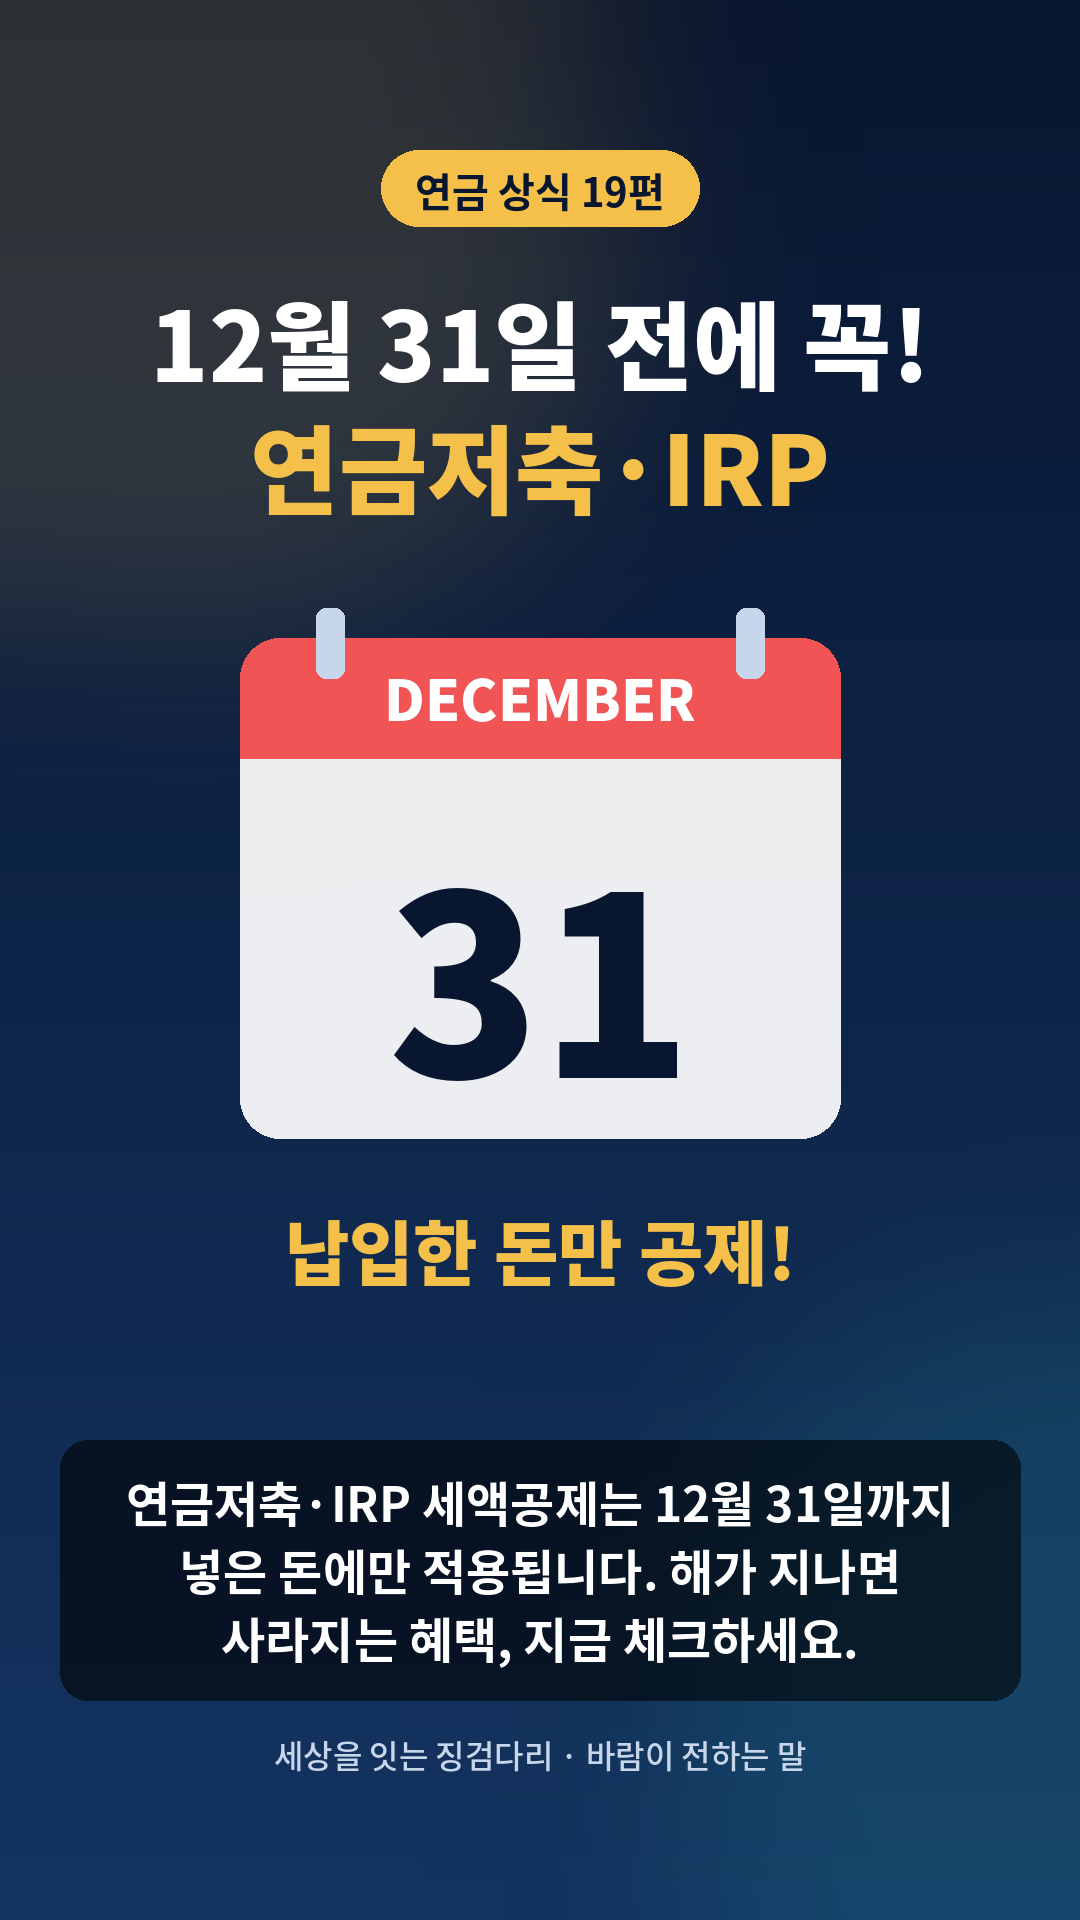 연금 상식 19편
12월 31일 전에 꼭!
연금저축·IRP
DECEMBER
31
납입한 돈만 공제!
연금저축·IRP 세액공제는 12월 31일까지
넣은 돈에만 적용됩니다. 해가 지나면
사라지는 혜택, 지금 체크하세요.
세상을 잇는 징검다리 · 바람이 전하는 말